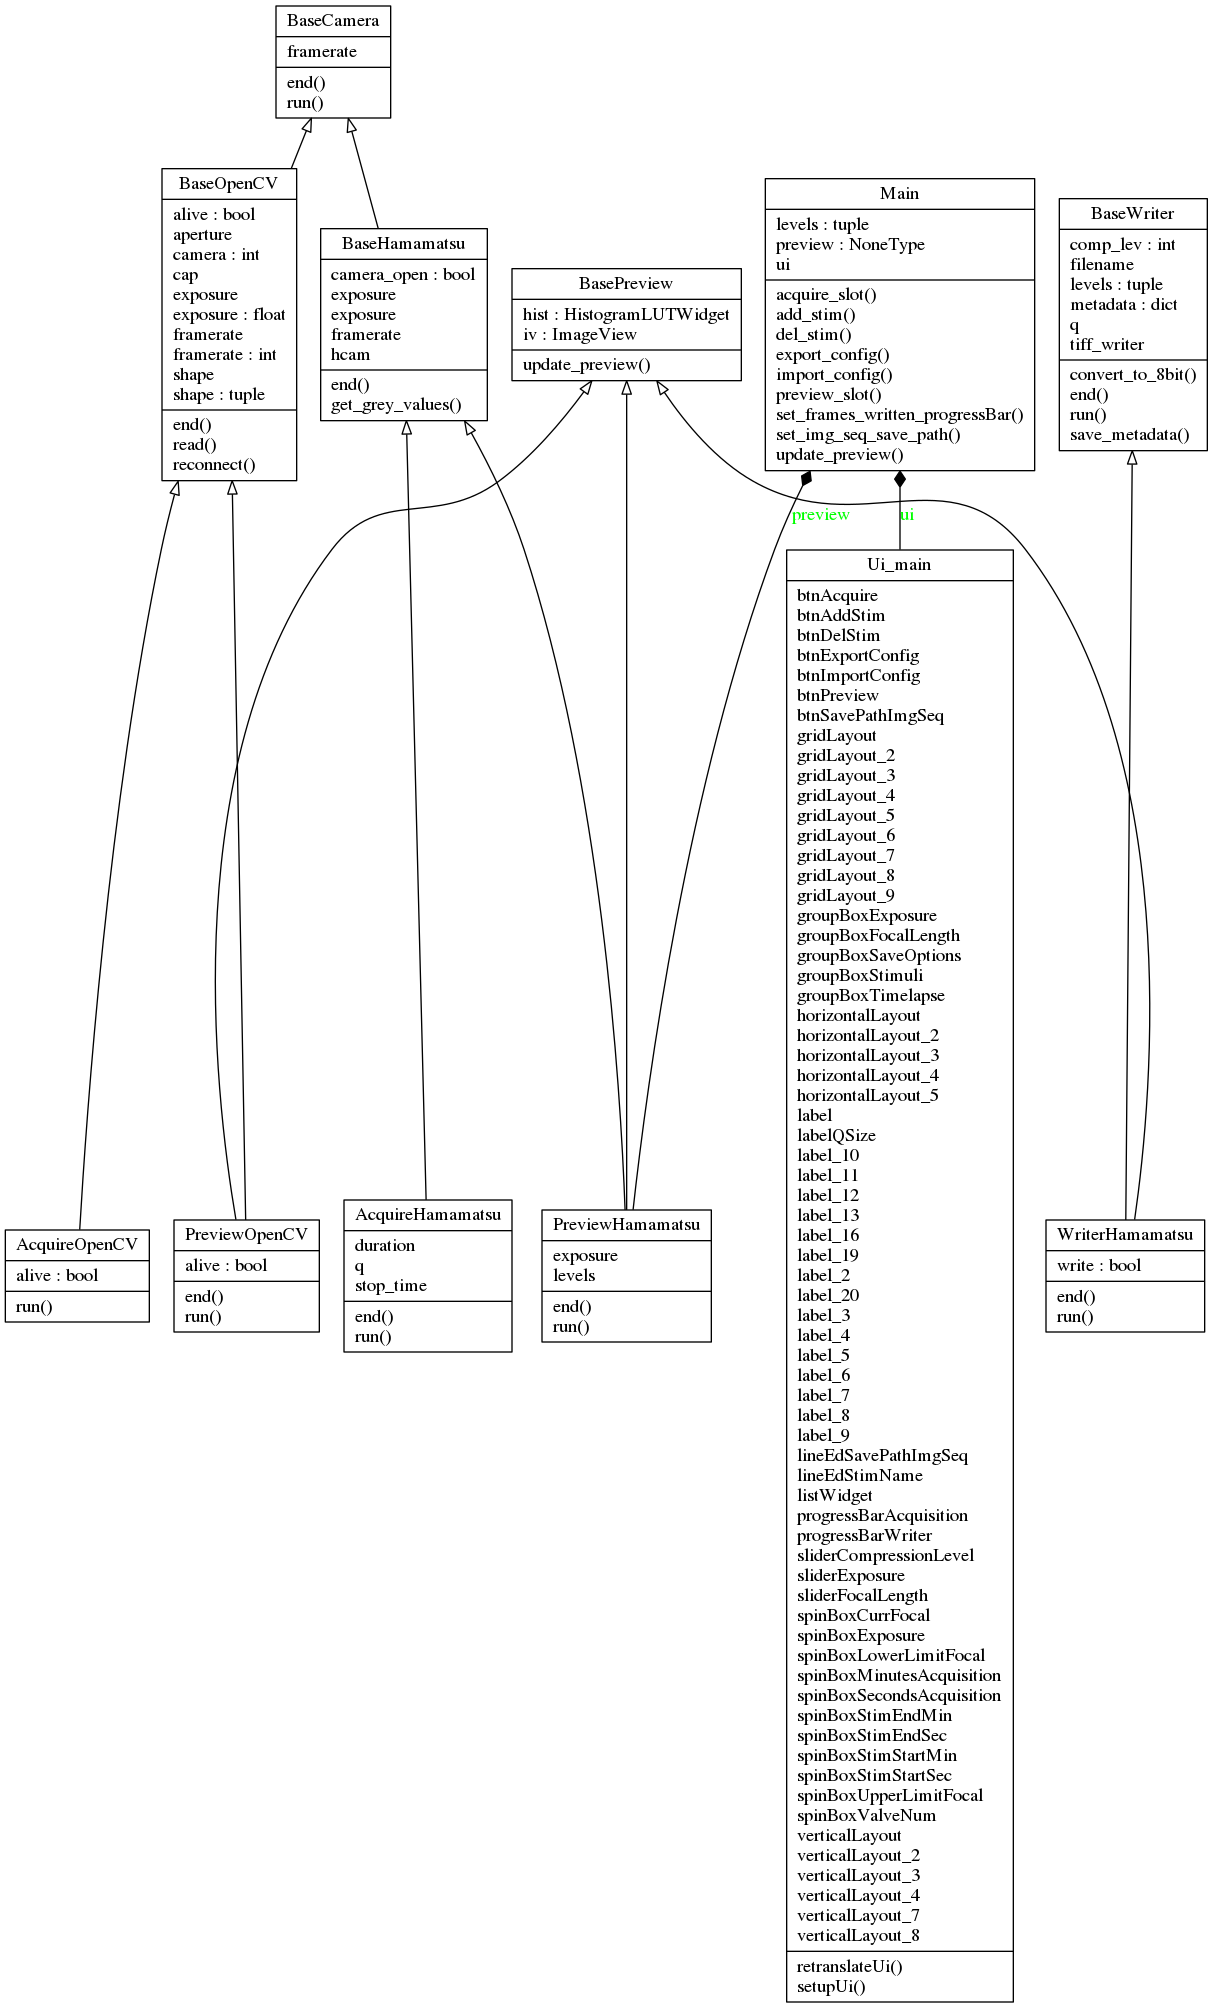 BaseCamera
framerate
end()
run()
BaseOpenCV
alive : bool
aperture
camera : int
cap
exposure
exposure : float
framerate
framerate : int
shape
shape : tuple
end()
read()
reconnect()
BaseHamamatsu
camera_open : bool
exposure
exposure
framerate
hcam
end()
get_grey_values()
BasePreview
hist : HistogramLUTWidget
iv : ImageView
update_preview()
Main
levels : tuple
preview : NoneType
ui
acquire_slot()
add_stim()
del_stim()
export_config()
import_config()
preview_slot()
set_frames_written_progressBar()
set_img_seq_save_path()
update_preview()
BaseWriter
comp_lev : int
filename
levels : tuple
metadata : dict
q
tiff_writer
convert_to_8bit()
end()
run()
save_metadata()
preview
ui
Ui_main
btnAcquire
btnAddStim
btnDelStim
btnExportConfig
btnImportConfig
btnPreview
btnSavePathImgSeq
gridLayout
gridLayout_2
gridLayout_3
gridLayout_4
gridLayout_5
gridLayout_6
gridLayout_7
gridLayout_8
gridLayout_9
groupBoxExposure
groupBoxFocalLength
groupBoxSaveOptions
groupBoxStimuli
groupBoxTimelapse
horizontalLayout
horizontalLayout_2
horizontalLayout_3
horizontalLayout_4
horizontalLayout_5
label
labelQSize
label_10
label_11
label_12
label_13
label_16
label_19
label_2
label_20
label_3
label_4
label_5
label_6
label_7
label_8
label_9
lineEdSavePathImgSeq
lineEdStimName
listWidget
progressBarAcquisition
progressBarWriter
sliderCompressionLevel
sliderExposure
sliderFocalLength
spinBoxCurrFocal
spinBoxExposure
spinBoxLowerLimitFocal
spinBoxMinutesAcquisition
spinBoxSecondsAcquisition
spinBoxStimEndMin
spinBoxStimEndSec
spinBoxStimStartMin
spinBoxStimStartSec
spinBoxUpperLimitFocal
spinBoxValveNum
verticalLayout
verticalLayout_2
verticalLayout_3
verticalLayout_4
verticalLayout_7
verticalLayout_8
retranslateUi()
setupUi()
AcquireOpenCV
alive : bool
run()
PreviewOpenCV
alive : bool
end()
run()
AcquireHamamatsu
duration
q
stop_time
end()
run()
PreviewHamamatsu
exposure
levels
end()
run()
WriterHamamatsu
write : bool
end()
run()